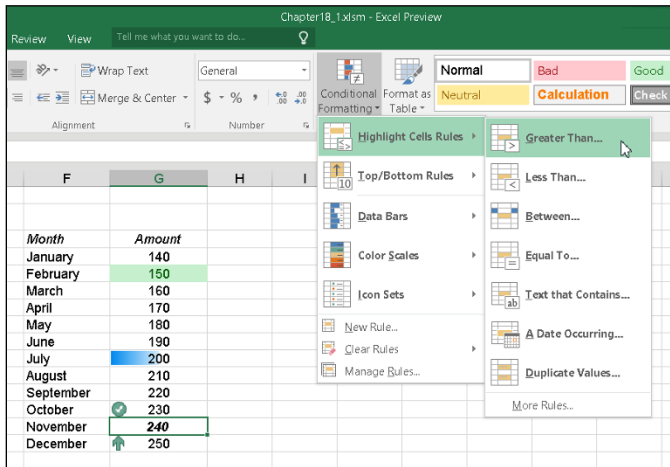 Chapter18_1.xlsm - Excel Preview
Review View Tell me what you want to do...
Wrap Text General Normal Bad Good
Merge & Center $ - % , .0 .00 .00 .0 Conditional Formatting Format as Table Neutral Calculation Check
Alignment Number
Highlight Cells Rules
Top/Bottom Rules
Data Bars
Color Scales
Icon Sets
New Rule...
Clear Rules
Manage Rules...
Greater Than...
Less Than...
Between...
Equal To...
Text that Contains...
A Date Occurring...
Duplicate Values...
More Rules...
F G H I
Month Amount
January 140
February 150
March 160
April 170
May 180
June 190
July 200
August 210
September 220
October 230
November 240
December 250